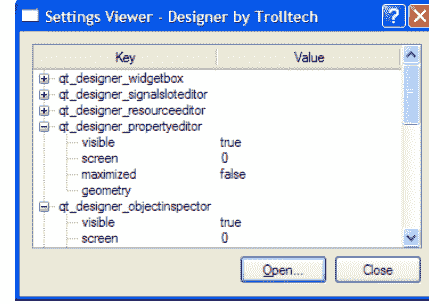 Settings Viewer - Designer by Trolltech
Key Value
qt_designer_widgetbox
qt_designer_signalsloteditor
qt_designer_resourceeditor
qt_designer_propertyeditor
visible true
screen 0
maximized false
geometry
qt_designer_objectinspector
visible true
screen 0
Open... Close